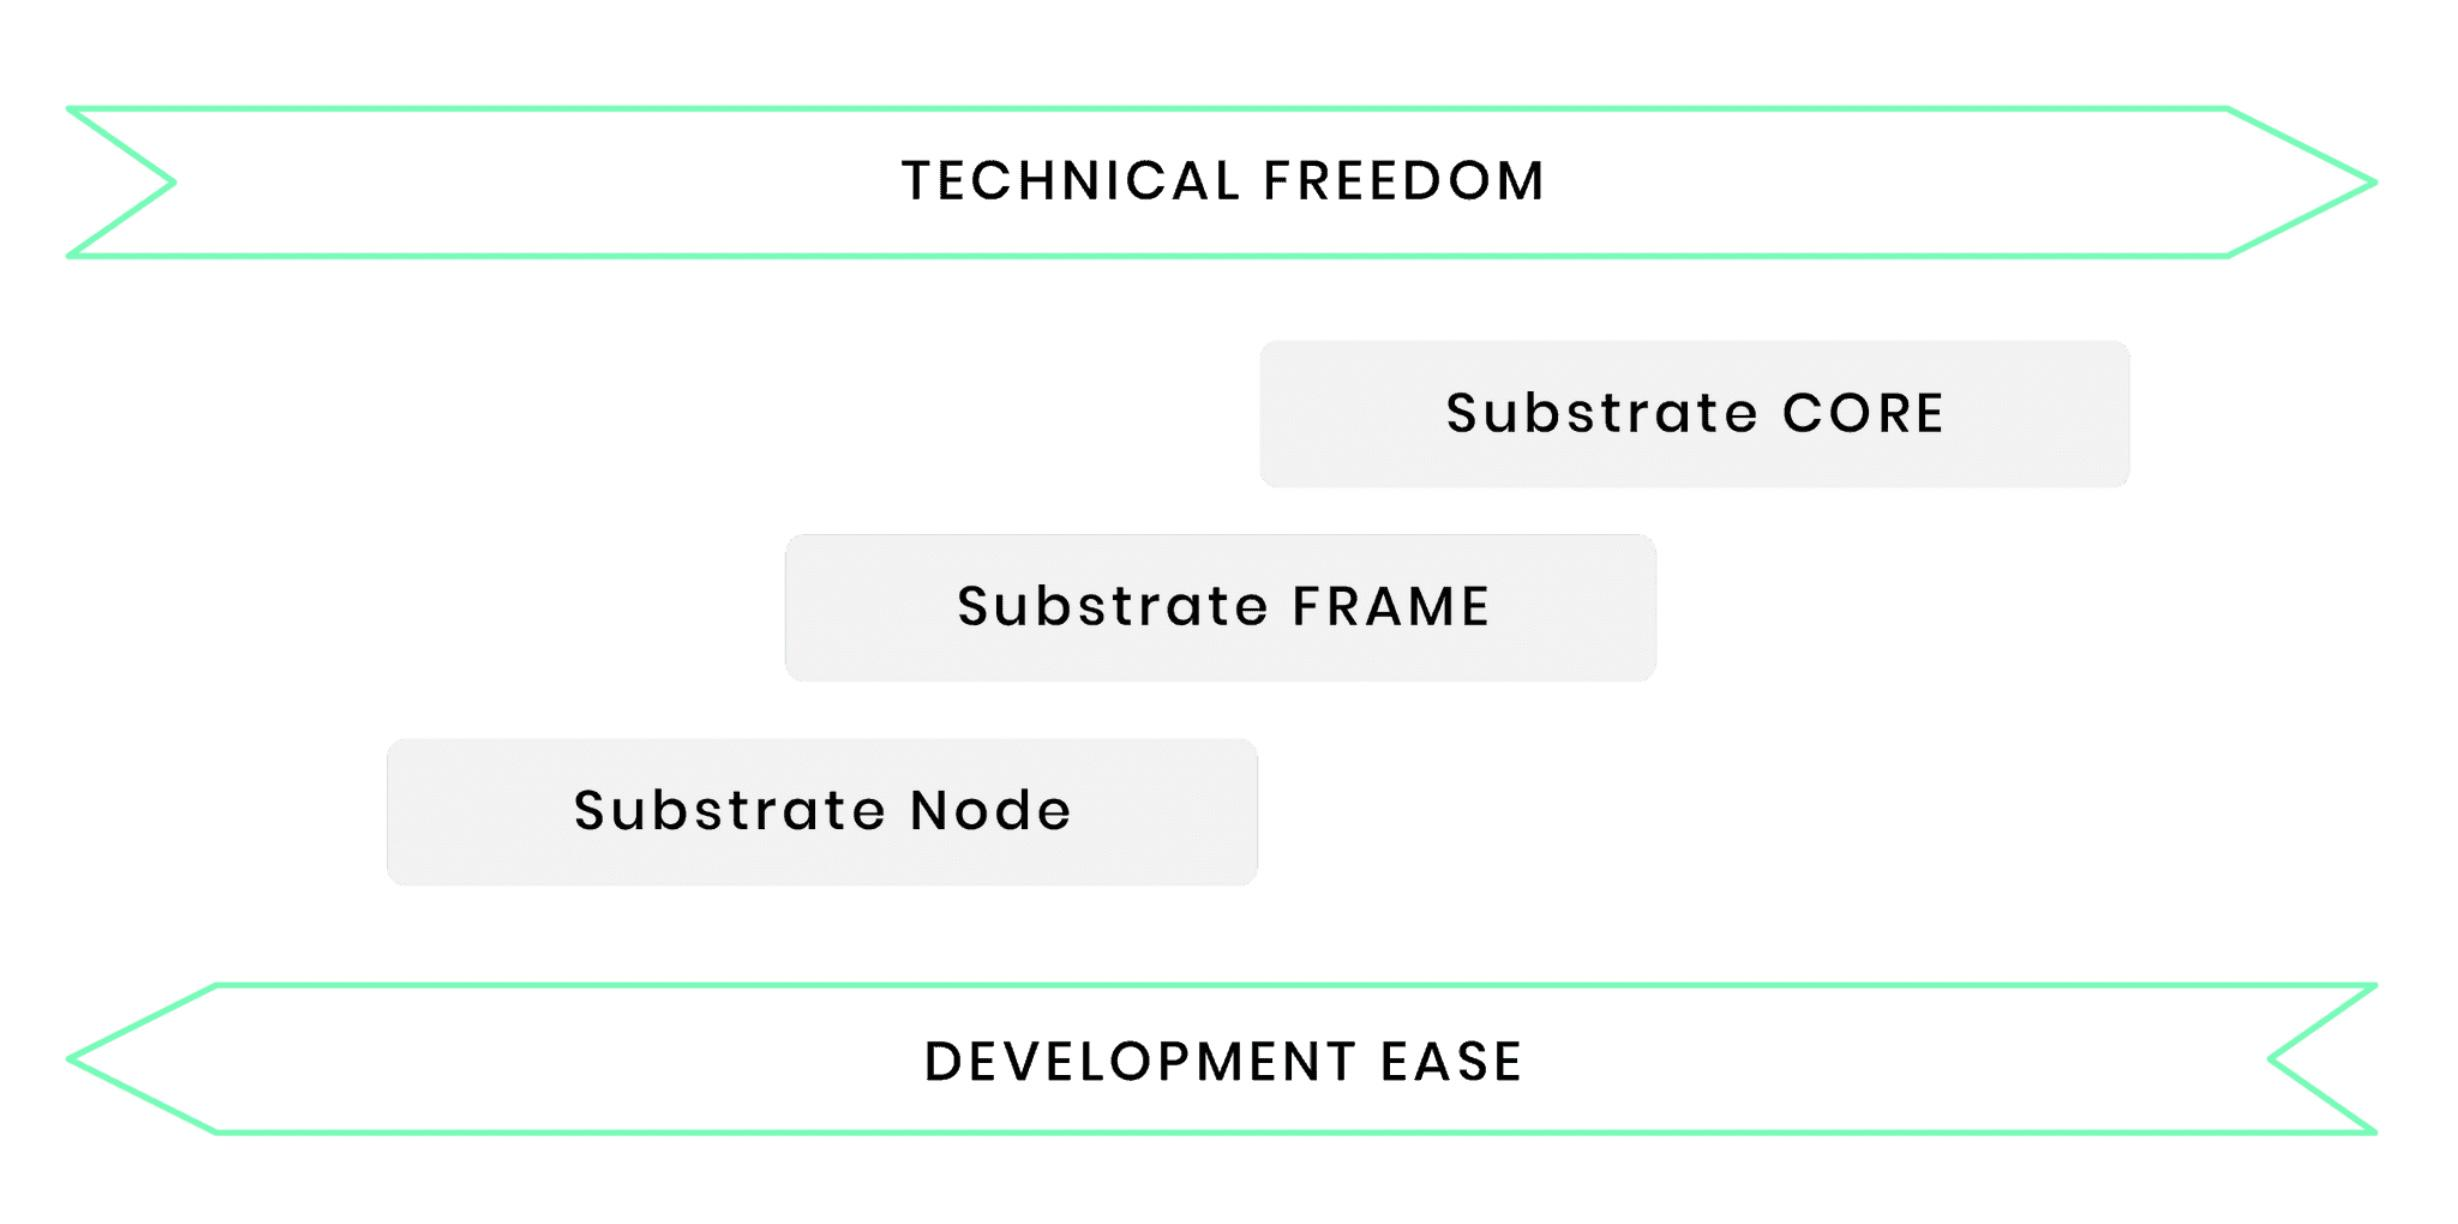 TECHNICAL FREEDOM
Substrate CORE
Substrate FRAME
Substrate Node
DEVELOPMENT EASE